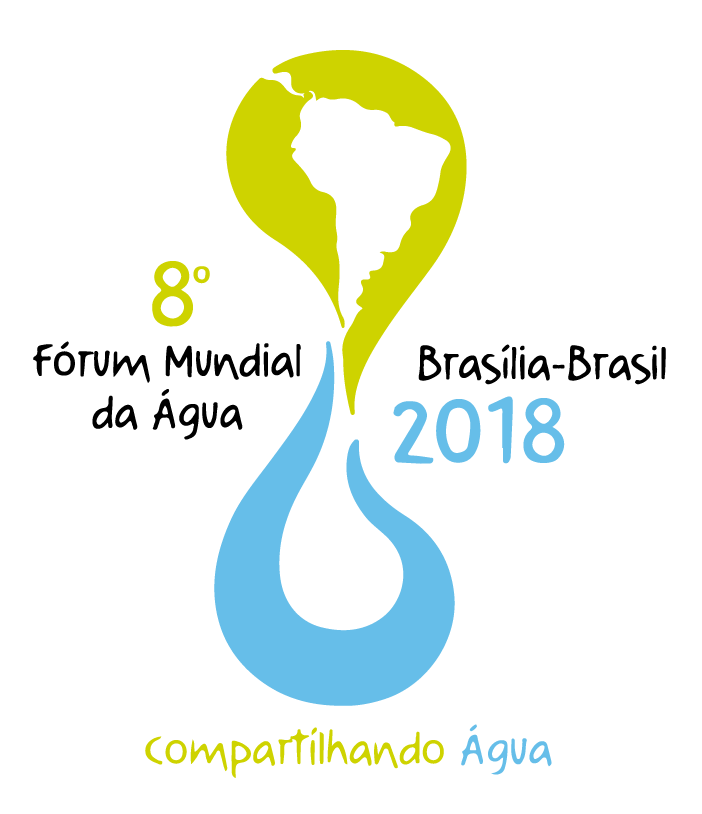 8º
Fórum Mundial
da Água
Brasília-Brasil
2018
Compartilhando Água